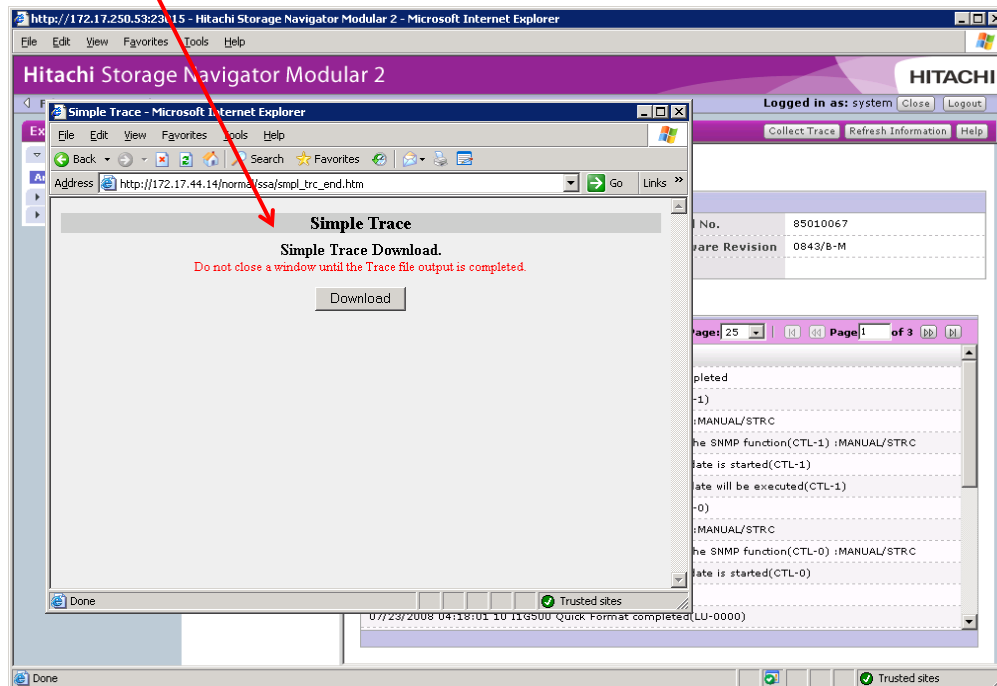 http://172.17.250.53:23015 - Hitachi Storage Navigator Modular 2 - Microsoft Internet Explorer
File Edit View Favorites Tools Help
Hitachi Storage Navigator Modular 2
HITACHI
Logged in as: system Close Logout
Collect Trace Refresh Information Help
Simple Trace - Microsoft Internet Explorer
File Edit View Favorites Tools Help
Back Search Favorites
Address http://172.17.44.14/normal/ssa/smpl_trc_end.htm Go Links »
Simple Trace
Simple Trace Download.
Do not close a window until the Trace file output is completed.
Download
Done Trusted sites
No. 85010067
ware Revision 0843/B-M
Page: 25 Page 1 of 3
pleted
-1)
:MANUAL/STRC
he SNMP function(CTL-1) :MANUAL/STRC
date is started(CTL-1)
date will be executed(CTL-1)
-0)
:MANUAL/STRC
he SNMP function(CTL-0) :MANUAL/STRC
date is started(CTL-0)
07/23/2008 04:18:01 10 I1G500 Quick Format completed(LU-0000)
Done Trusted sites